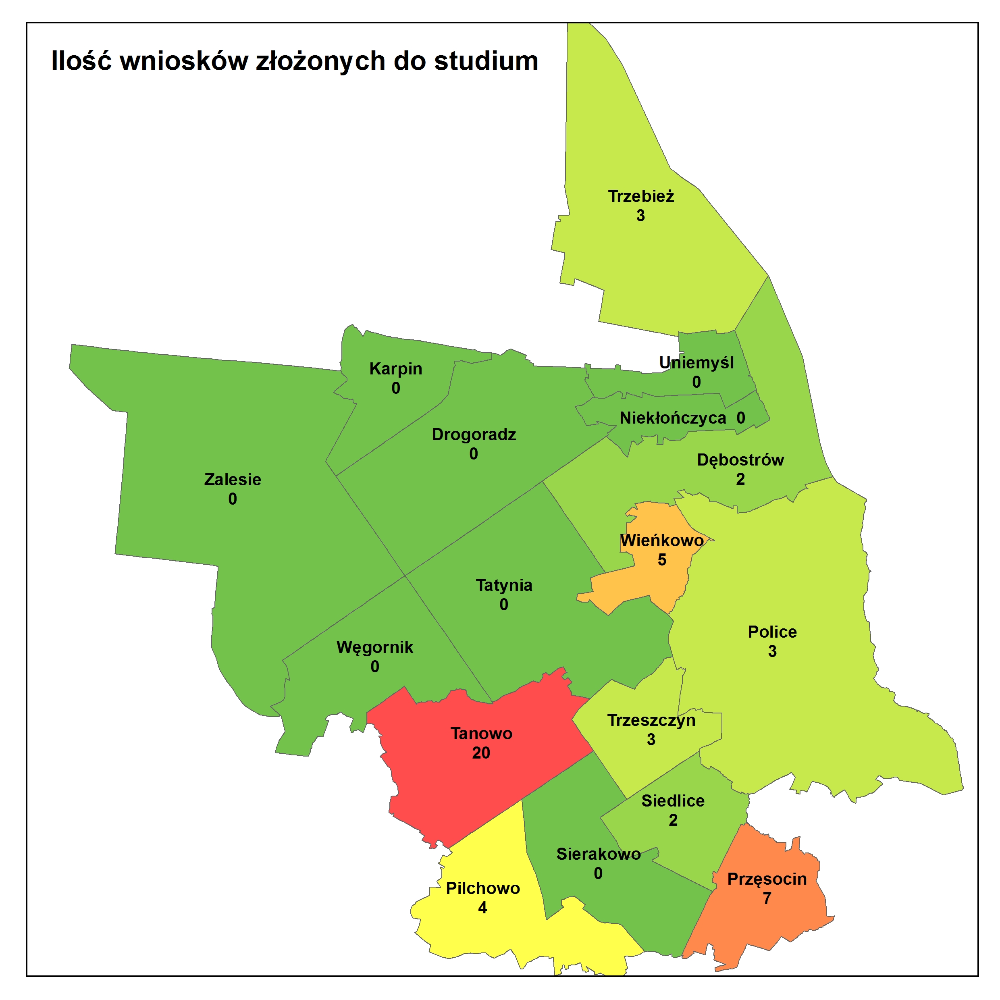 Ilość wniosków złożonych do studium
Trzebież
3
Uniemyśl
0
Karpin
0
Niekłończyca 0
Drogoradz
0
Dębostrów
2
Zalesie
0
Wieńkowo
5
Tatynia
0
Police
3
Węgornik
0
Trzeszczyn
3
Tanowo
20
Siedlice
2
Sierakowo
0
Przęsocin
7
Pilchowo
4